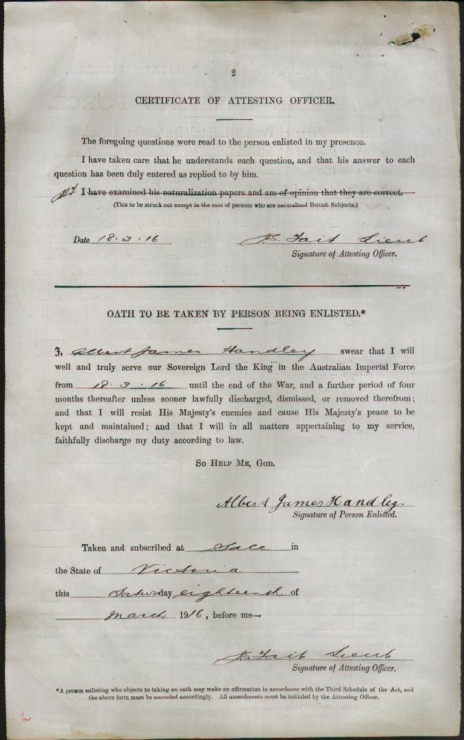 2
CERTIFICATE OF ATTESTING OFFICER.
The foregoing questions were read to the person enlisted in my presence.
I have taken care that he understands each question, and that his answer to each
question has been duly entered as replied to by him.
I have examined his naturalization papers and am of opinion that they are correct.
(This to be struck out except in the case of persons who are naturalized British Subjects.)
Date 18.3.16 Tait Lieut
Signature of Attesting Officer.
OATH TO BE TAKEN BY PERSON BEING ENLISTED.*
I, Albert James Handley swear that I will
well and truly serve our Sovereign Lord the King in the Australian Imperial Force
from 18.3.16 until the end of the War, and a further period of four
months thereafter unless sooner lawfully discharged, dismissed, or removed therefrom;
and that I will resist His Majesty's enemies and cause His Majesty's peace to be
kept and maintained; and that I will in all matters appertaining to my service,
faithfully discharge my duty according to law.
SO HELP ME, GOD.
Albert James Handley
Signature of Person Enlisted.
Taken and subscribed at Sale in
the State of Victoria
this Saturday eighteenth of
March 1916, before me—
Tait Lieut
Signature of Attesting Officer.
*A person enlisting who objects to taking an oath may make an affirmation in accordance with the Third Schedule of the Act, and
the above form must be amended accordingly. All amendments must be initialed by the Attesting Officer.